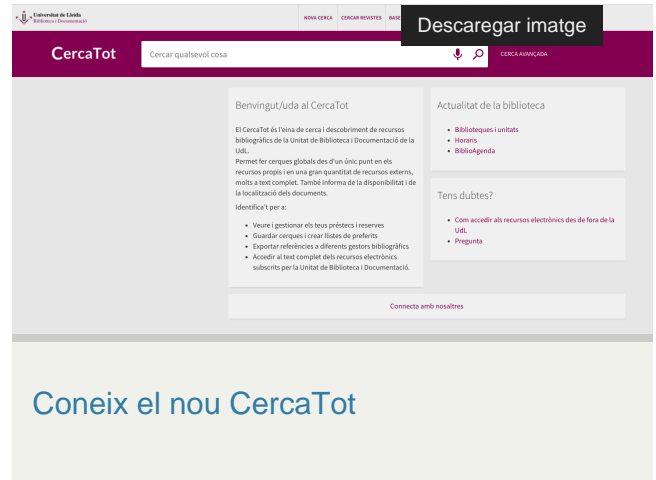 Universitat de Lleida
Biblioteca i Documentació
NOVA CERCA
CERCAR REVISTES
BASE
Descaregar imatge
CercaTot
Cercar qualsevol cosa
CERCA AVANÇADA
Benvingut/uda al CercaTot
El CercaTot és l'eina de cerca i descobriment de recursos
bibliogràfics de la Unitat de Biblioteca i Documentació de la
UdL.
Permet fer cerques globals des d'un únic punt en els
recursos propis i en una gran quantitat de recursos externs,
molts a text complet. També informa de la disponibilitat i de
la localització dels documents.
Identifica't per a:
• Veure i gestionar els teus préstecs i reserves
• Guardar cerques i crear llistes de preferits
• Exportar referències a diferents gestors bibliogràfics
• Accedir al text complet dels recursos electrònics
subscrits per la Unitat de Biblioteca i Documentació.
Actualitat de la biblioteca
• Biblioteques i unitats
• Horaris
• BiblioAgenda
Tens dubtes?
• Com accedir als recursos electrònics des de fora de la
UdL
• Pregunta
Connecta amb nosaltres
Coneix el nou CercaTot